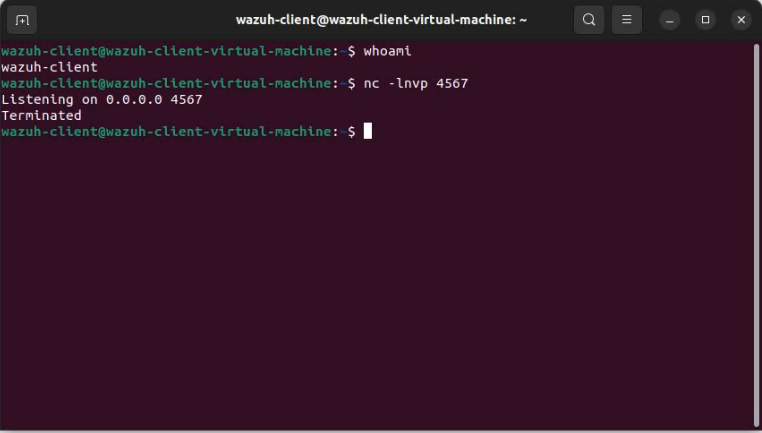 wazuh-client@wazuh-client-virtual-machine: ~
wazuh-client@wazuh-client-virtual-machine:~$ whoami
wazuh-client
wazuh-client@wazuh-client-virtual-machine:~$ nc -lnvp 4567
Listening on 0.0.0.0 4567
Terminated
wazuh-client@wazuh-client-virtual-machine:~$